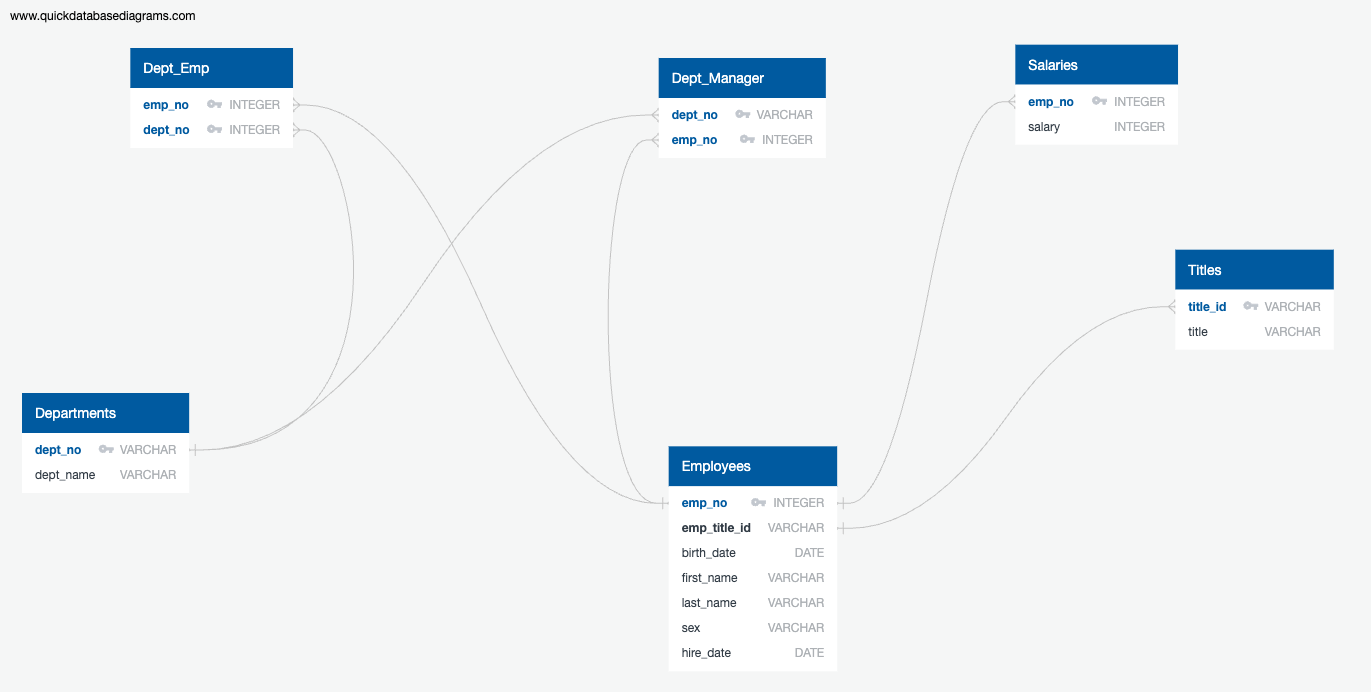 www.quickdatabasediagrams.com
Dept_Emp
emp_no INTEGER
dept_no INTEGER
Dept_Manager
dept_no VARCHAR
emp_no INTEGER
Salaries
emp_no INTEGER
salary INTEGER
Titles
title_id VARCHAR
title VARCHAR
Departments
dept_no VARCHAR
dept_name VARCHAR
Employees
emp_no INTEGER
emp_title_id VARCHAR
birth_date DATE
first_name VARCHAR
last_name VARCHAR
sex VARCHAR
hire_date DATE